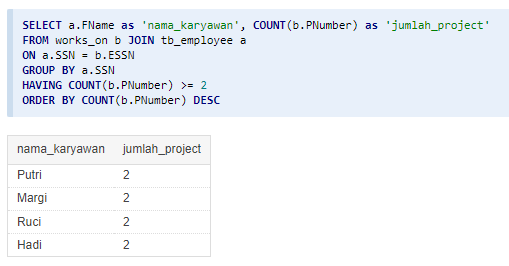 SELECT a.FName as 'nama_karyawan', COUNT(b.PNumber) as 'jumlah_project'
FROM works_on b JOIN tb_employee a
ON a.SSN = b.ESSN
GROUP BY a.SSN
HAVING COUNT(b.PNumber) >= 2
ORDER BY COUNT(b.PNumber) DESC
nama_karyawan jumlah_project
Putri 2
Margi 2
Ruci 2
Hadi 2